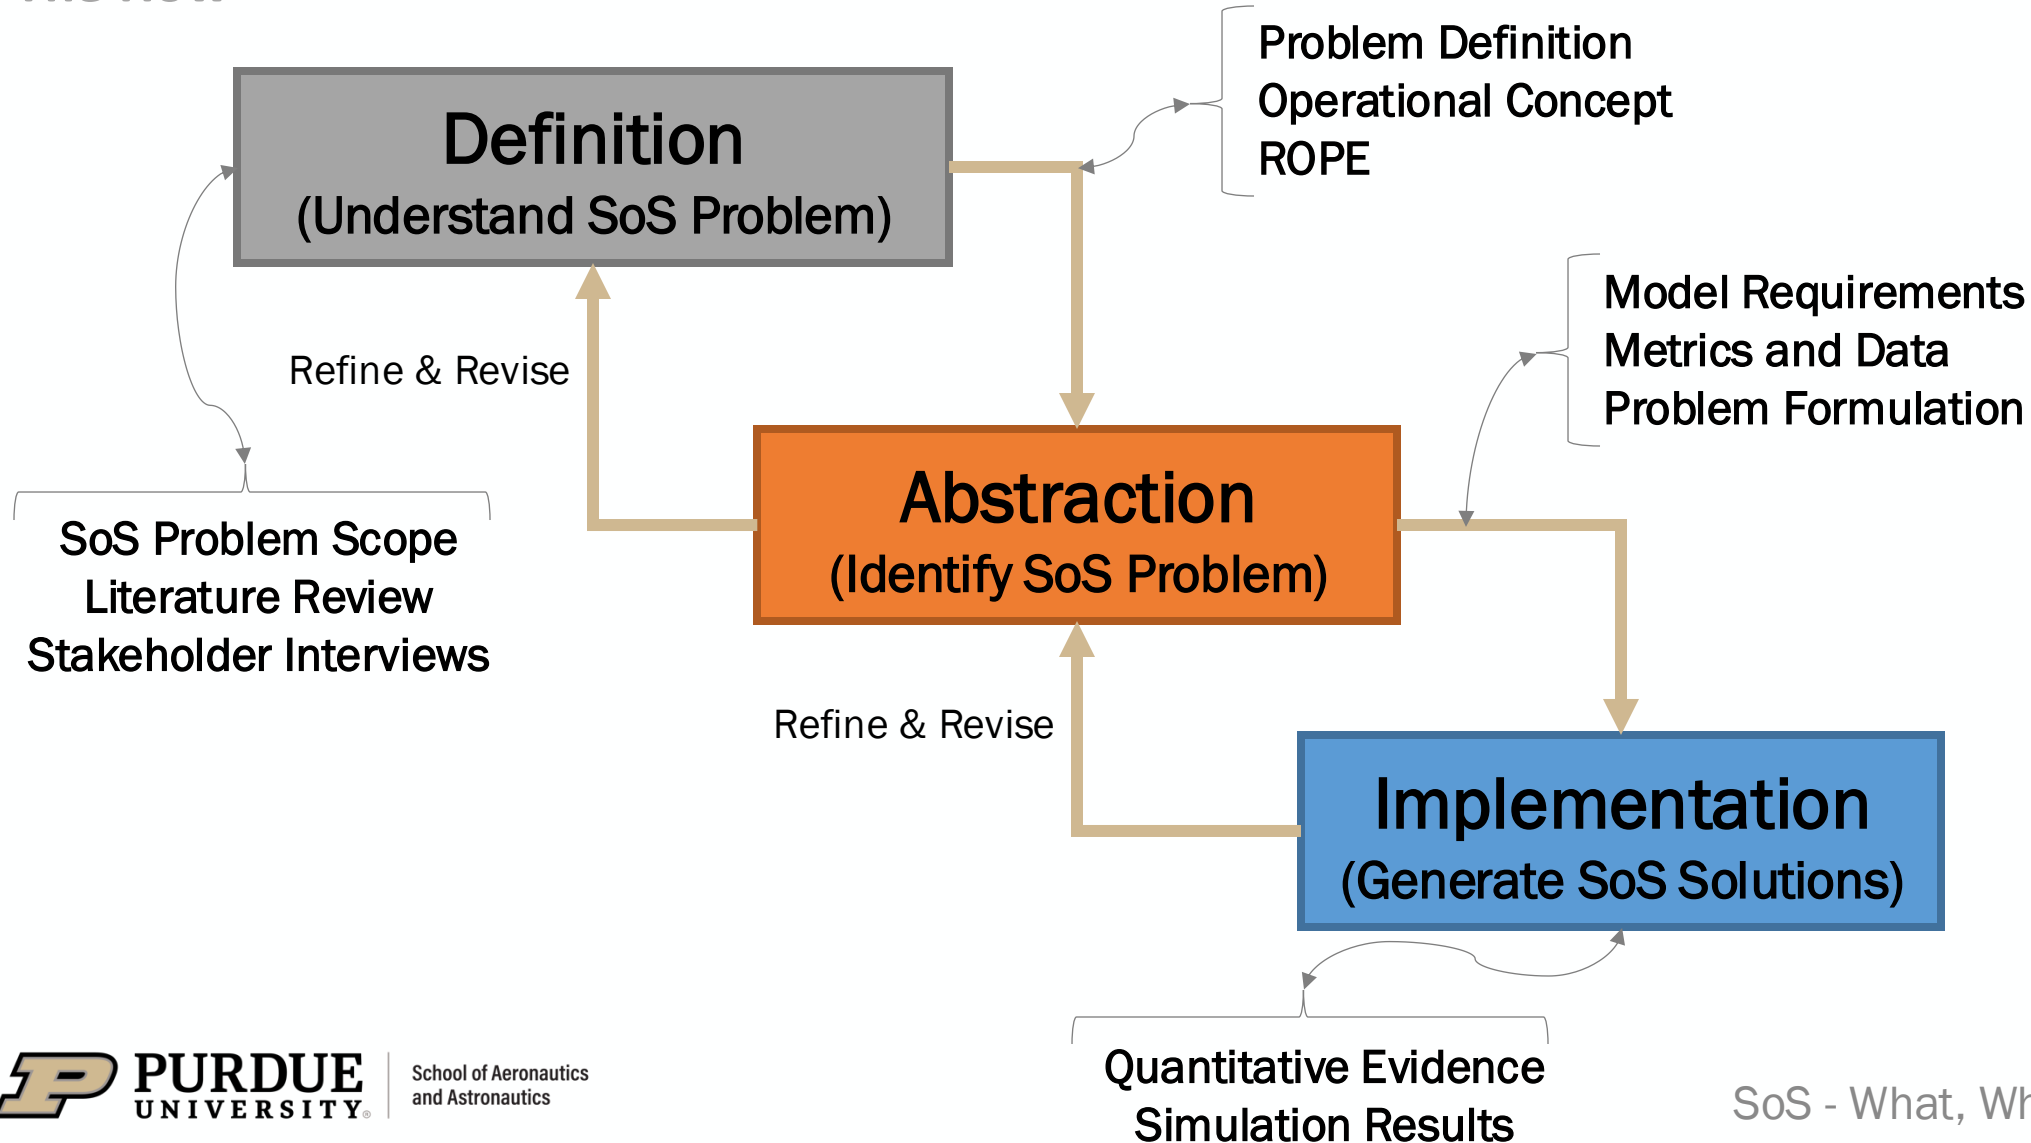 Problem Definition
Operational Concept
ROPE
Definition
(Understand SoS Problem)
Model Requirements
Metrics and Data
Problem Formulation
Refine & Revise
Abstraction
(Identify SoS Problem)
SoS Problem Scope
Literature Review
Stakeholder Interviews
Refine & Revise
Implementation
(Generate SoS Solutions)
Quantitative Evidence
Simulation Results
PURDUE
UNIVERSITY®
School of Aeronautics
and Astronautics
SoS - What,